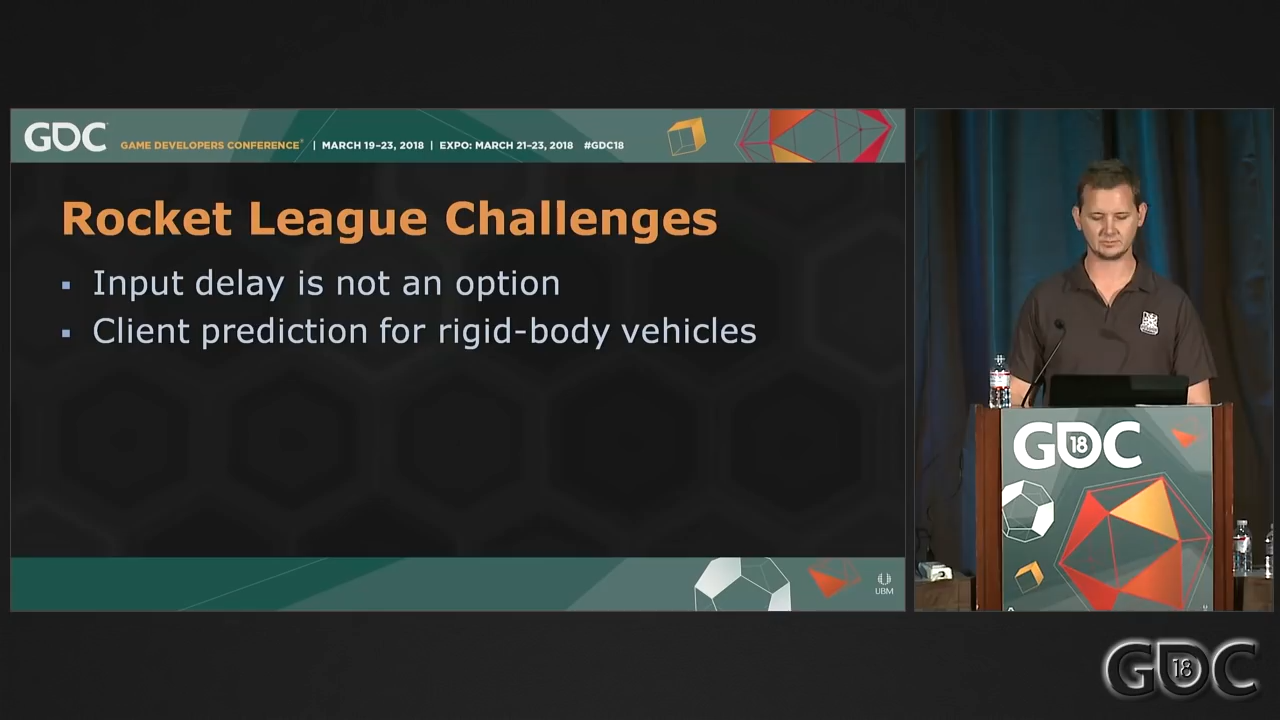 GDC GAME DEVELOPERS CONFERENCE® | MARCH 19–23, 2018 | EXPO: MARCH 21–23, 2018 #GDC18
Rocket League Challenges
▪ Input delay is not an option
▪ Client prediction for rigid-body vehicles
UBM
GDC
18
GDC
18